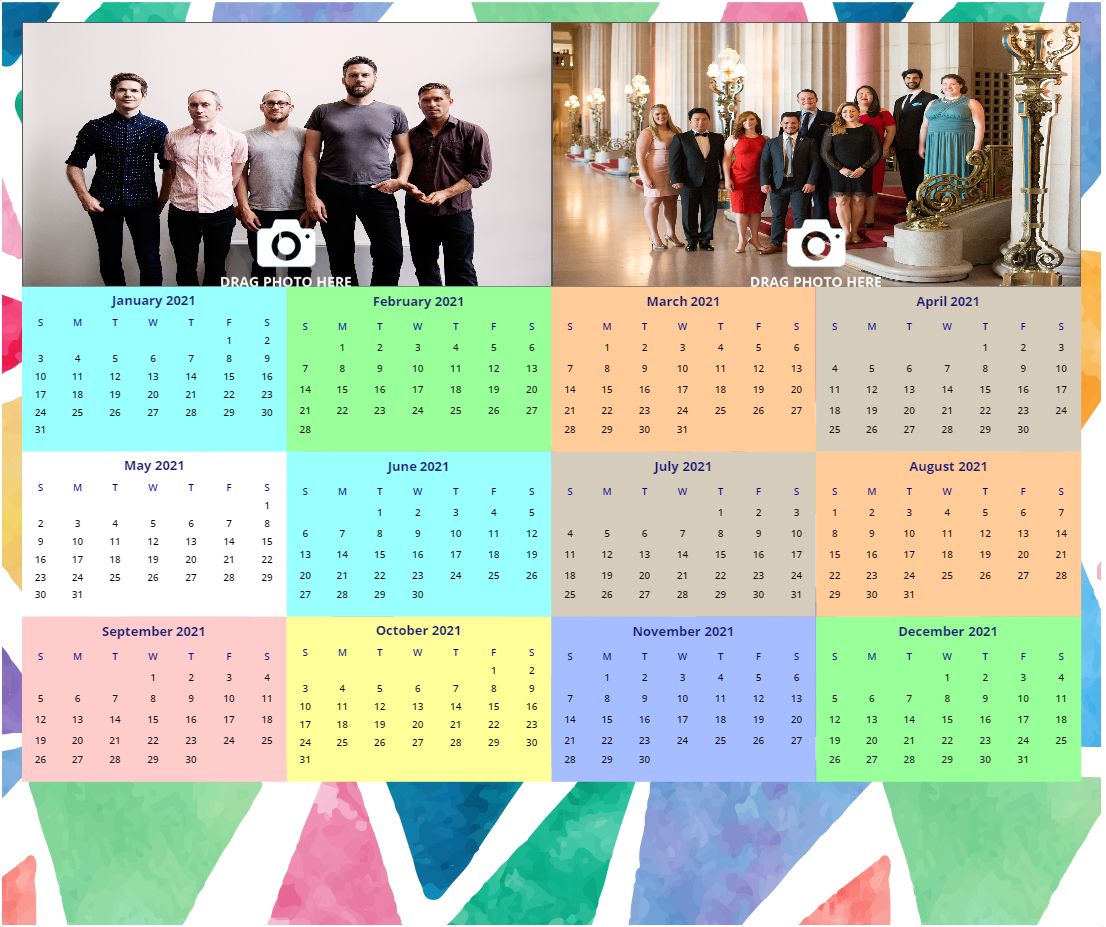 DRAG PHOTO HERE
DRAG PHOTO HERE
January 2021
S M T W T F S
1 2
3 4 5 6 7 8 9
10 11 12 13 14 15 16
17 18 19 20 21 22 23
24 25 26 27 28 29 30
31
February 2021
S M T W T F S
1 2 3 4 5 6
7 8 9 10 11 12 13
14 15 16 17 18 19 20
21 22 23 24 25 26 27
28
March 2021
S M T W T F S
1 2 3 4 5 6
7 8 9 10 11 12 13
14 15 16 17 18 19 20
21 22 23 24 25 26 27
28 29 30 31
April 2021
S M T W T F S
1 2 3
4 5 6 7 8 9 10
11 12 13 14 15 16 17
18 19 20 21 22 23 24
25 26 27 28 29 30
May 2021
S M T W T F S
1
2 3 4 5 6 7 8
9 10 11 12 13 14 15
16 17 18 19 20 21 22
23 24 25 26 27 28 29
30 31
June 2021
S M T W T F S
1 2 3 4 5
6 7 8 9 10 11 12
13 14 15 16 17 18 19
20 21 22 23 24 25 26
27 28 29 30
July 2021
S M T W T F S
1 2 3
4 5 6 7 8 9 10
11 12 13 14 15 16 17
18 19 20 21 22 23 24
25 26 27 28 29 30 31
August 2021
S M T W T F S
1 2 3 4 5 6 7
8 9 10 11 12 13 14
15 16 17 18 19 20 21
22 23 24 25 26 27 28
29 30 31
September 2021
S M T W T F S
1 2 3 4
5 6 7 8 9 10 11
12 13 14 15 16 17 18
19 20 21 22 23 24 25
26 27 28 29 30
October 2021
S M T W T F S
1 2
3 4 5 6 7 8 9
10 11 12 13 14 15 16
17 18 19 20 21 22 23
24 25 26 27 28 29 30
31
November 2021
S M T W T F S
1 2 3 4 5 6
7 8 9 10 11 12 13
14 15 16 17 18 19 20
21 22 23 24 25 26 27
28 29 30
December 2021
S M T W T F S
1 2 3 4
5 6 7 8 9 10 11
12 13 14 15 16 17 18
19 20 21 22 23 24 25
26 27 28 29 30 31